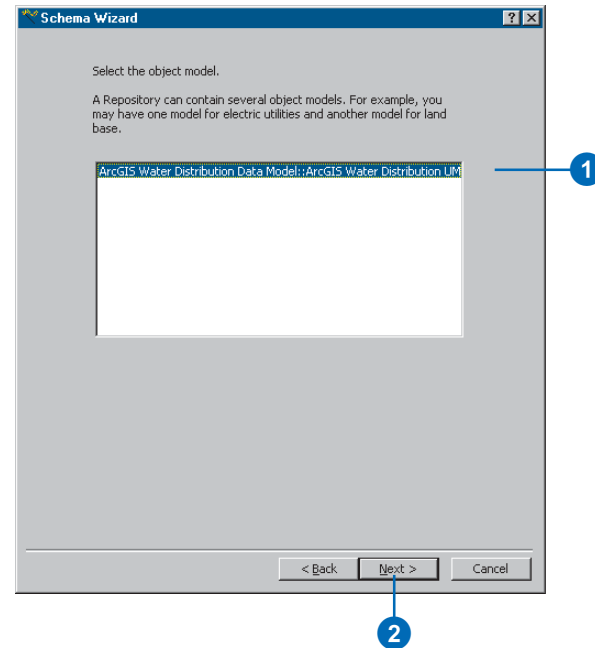 Schema Wizard
Select the object model.
A Repository can contain several object models. For example, you
may have one model for electric utilities and another model for land
base.
ArcGIS Water Distribution Data Model::ArcGIS Water Distribution UM
1
< Back Next > Cancel
2